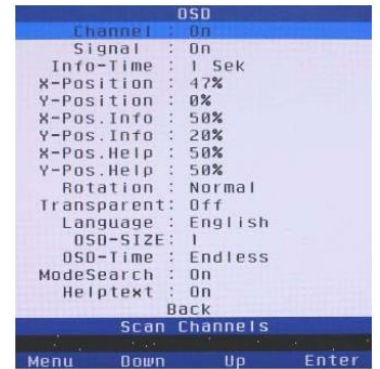 OSD
Channel : On
Signal : On
Info-Time : 1 Sek
X-Position : 47%
Y-Position : 0%
X-Pos.Info : 50%
Y-Pos.Info : 20%
X-Pos.Help : 50%
Y-Pos.Help : 50%
Rotation : Normal
Transparent: Off
Language : English
OSD-SIZE: 1
OSD-Time : Endless
ModeSearch : On
Helptext : On
Back
Scan Channels
Menu Down Up Enter